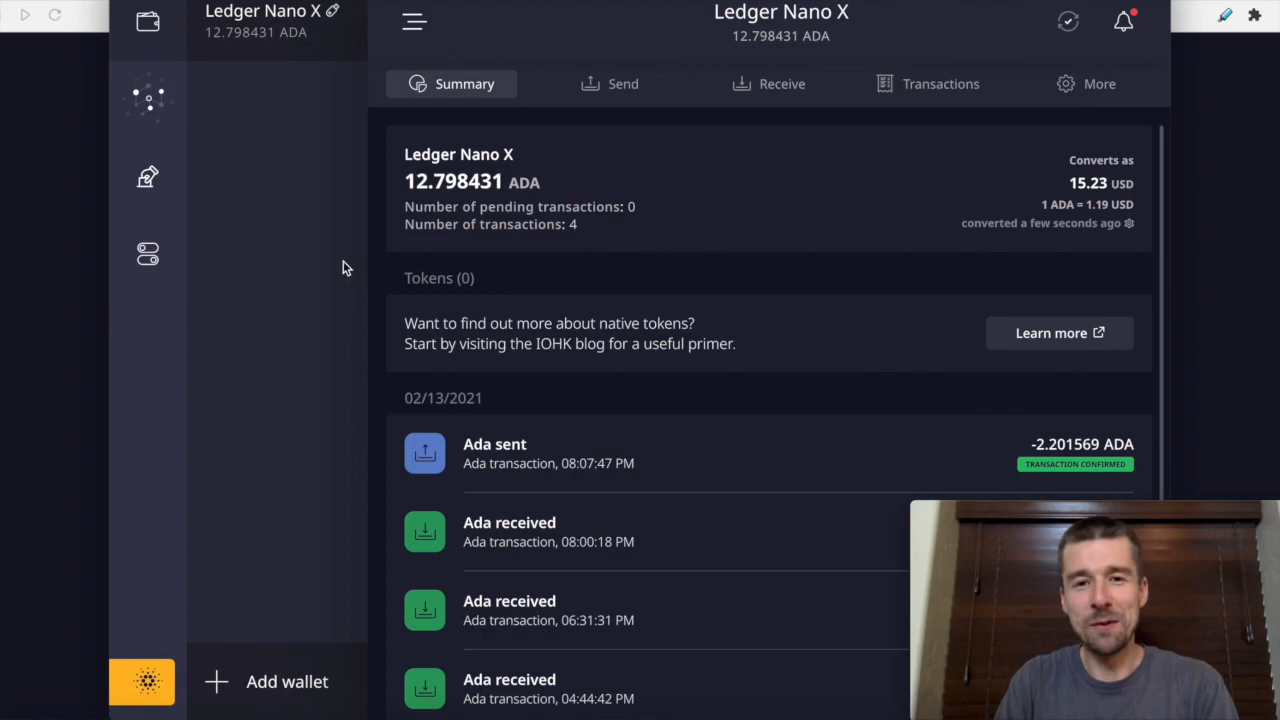 Ledger Nano X
12.798431 ADA
Ledger Nano X
12.798431 ADA
Summary
Send
Receive
Transactions
More
Ledger Nano X
12.798431 ADA
Number of pending transactions: 0
Number of transactions: 4
Converts as
15.23 USD
1 ADA = 1.19 USD
converted a few seconds ago
Tokens (0)
Want to find out more about native tokens?
Start by visiting the IOHK blog for a useful primer.
Learn more
02/13/2021
Ada sent
Ada transaction, 08:07:47 PM
-2.201569 ADA
TRANSACTION CONFIRMED
Ada received
Ada transaction, 08:00:18 PM
Ada received
Ada transaction, 06:31:31 PM
Ada received
Ada transaction, 04:44:42 PM
Add wallet